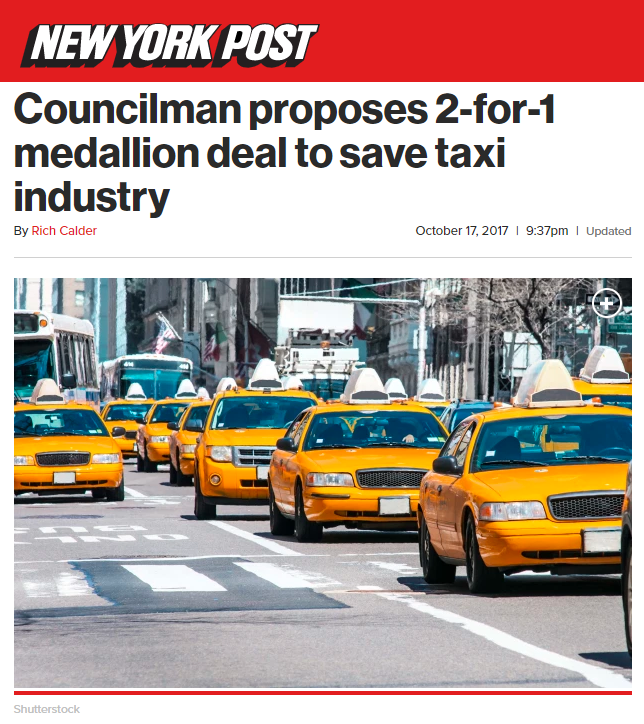 NEW YORK POST
Councilman proposes 2-for-1
medallion deal to save taxi
industry
By Rich Calder October 17, 2017 | 9:37pm | Updated
Shutterstock